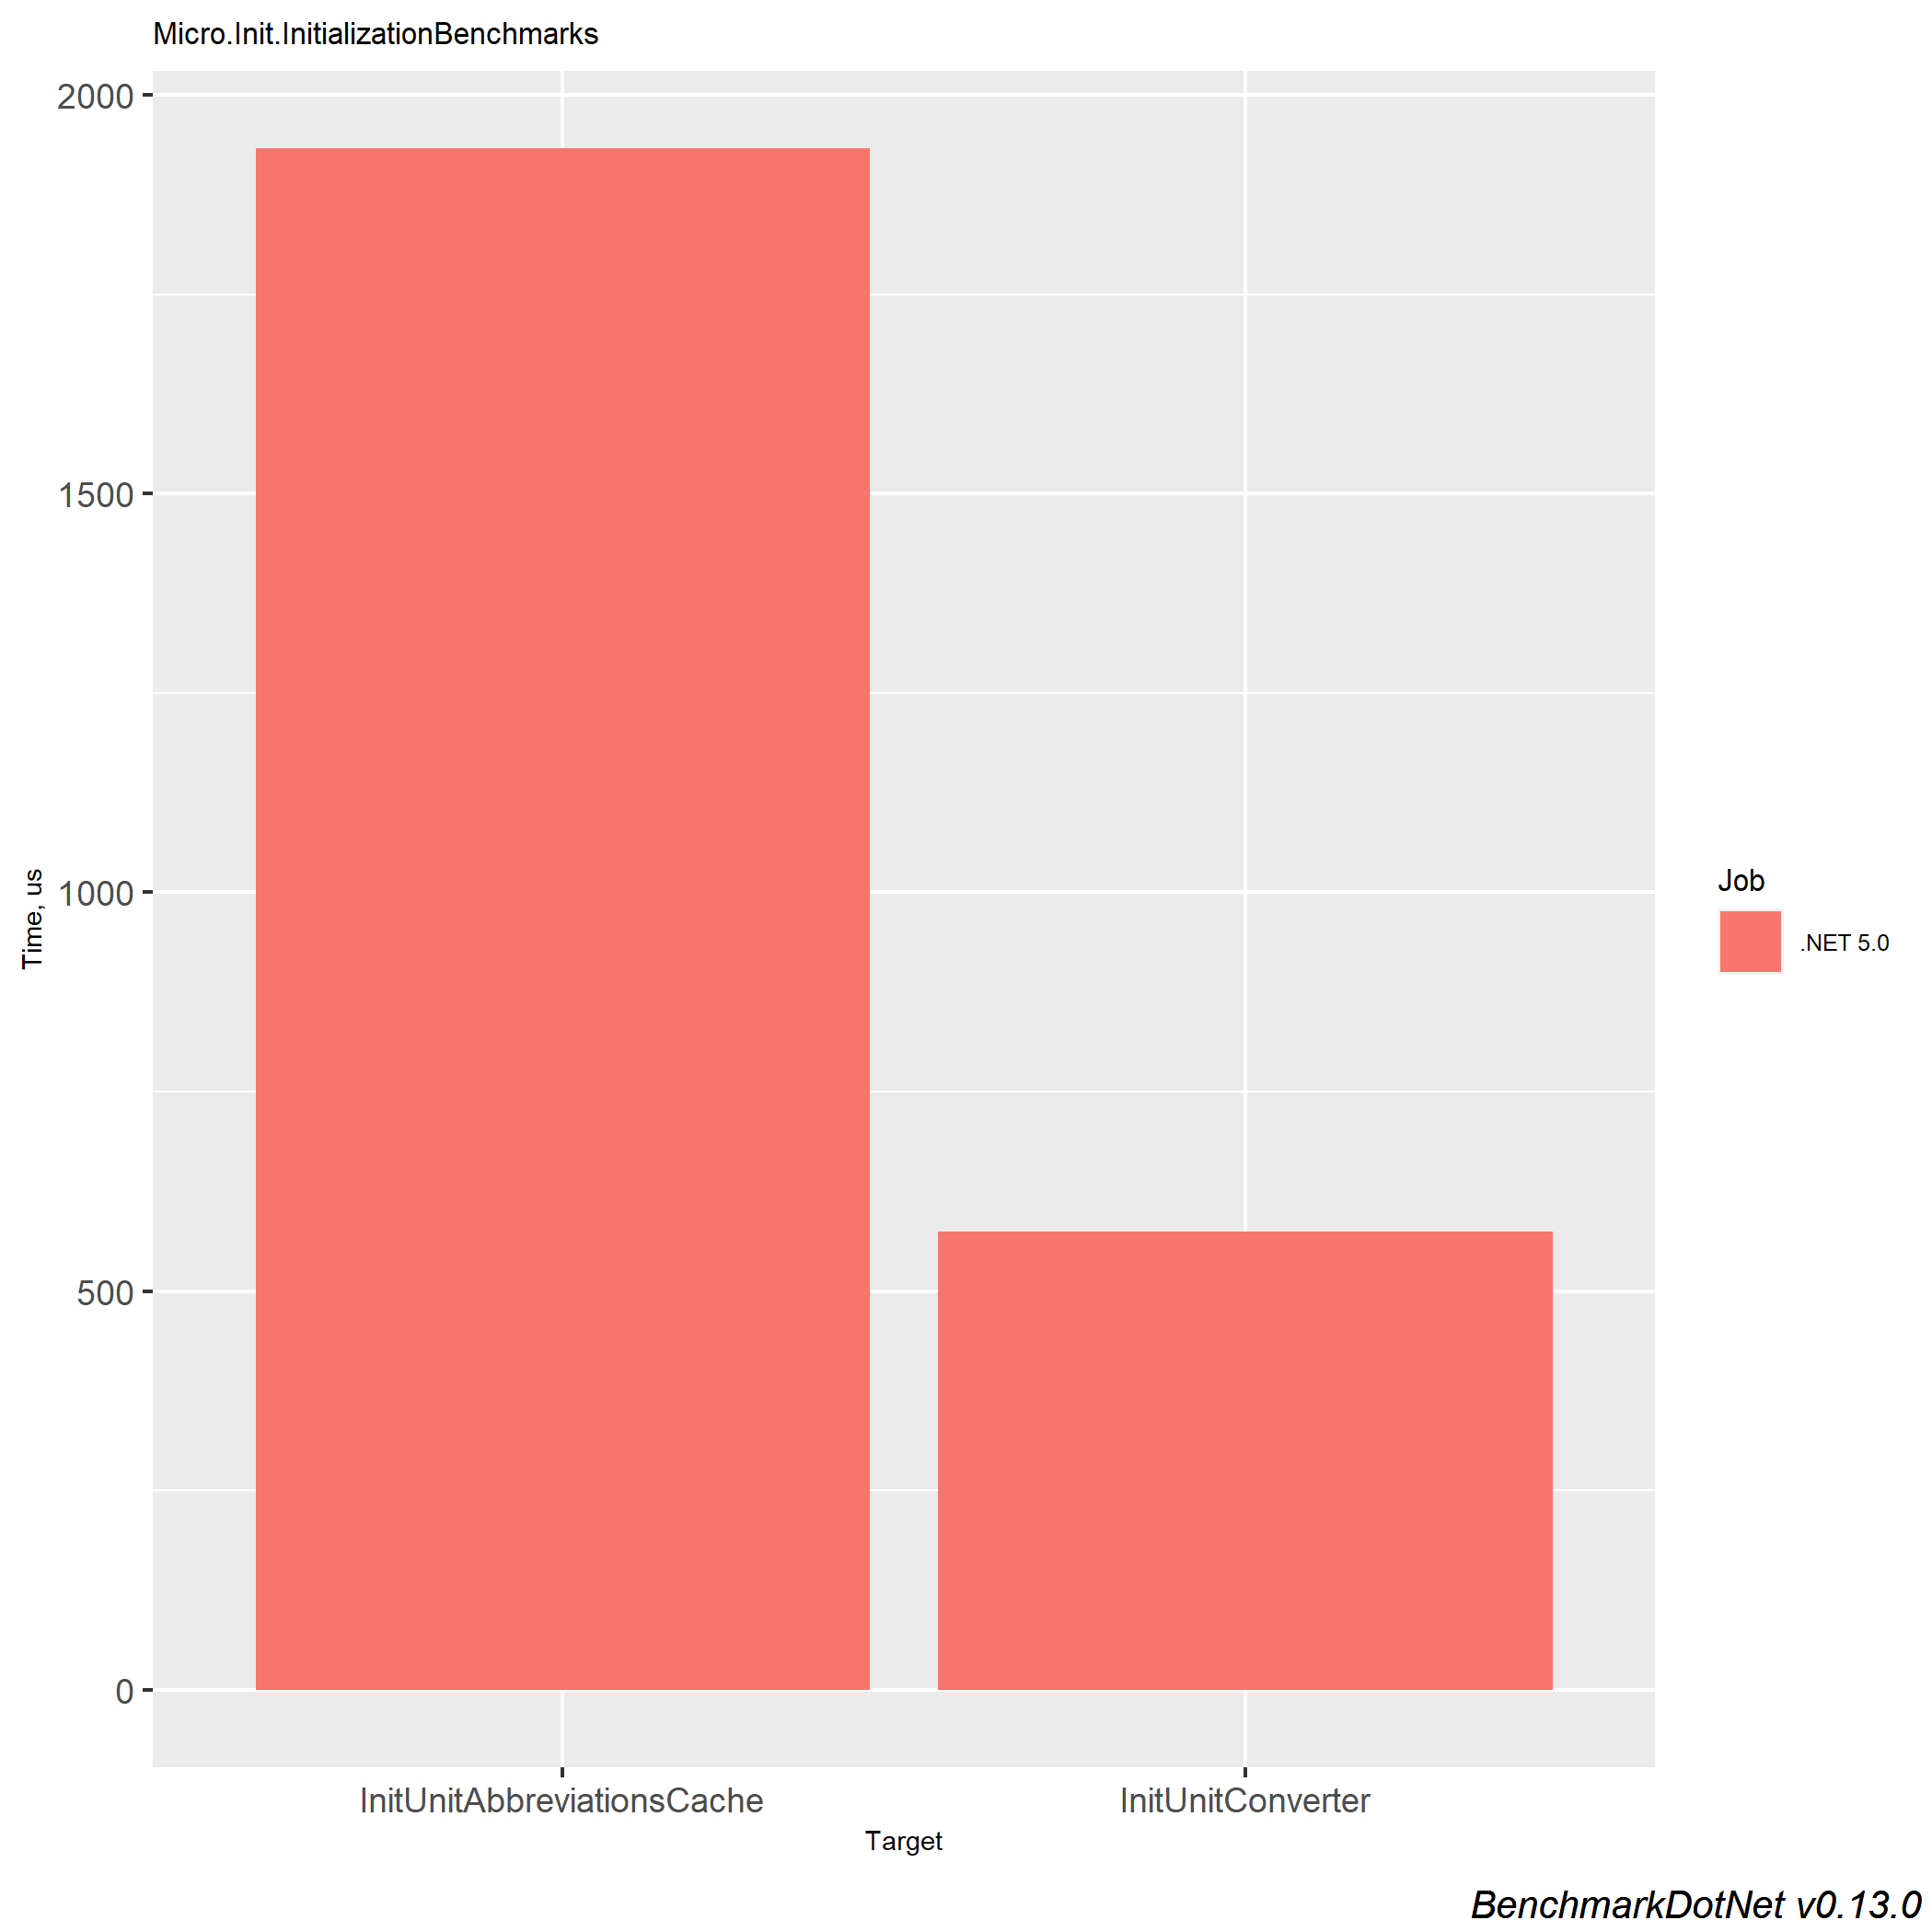 Micro.Init.InitializationBenchmarks
2000
1500
1000
500
0
Time, us
InitUnitAbbreviationsCache
InitUnitConverter
Target
Job
.NET 5.0
BenchmarkDotNet v0.13.0